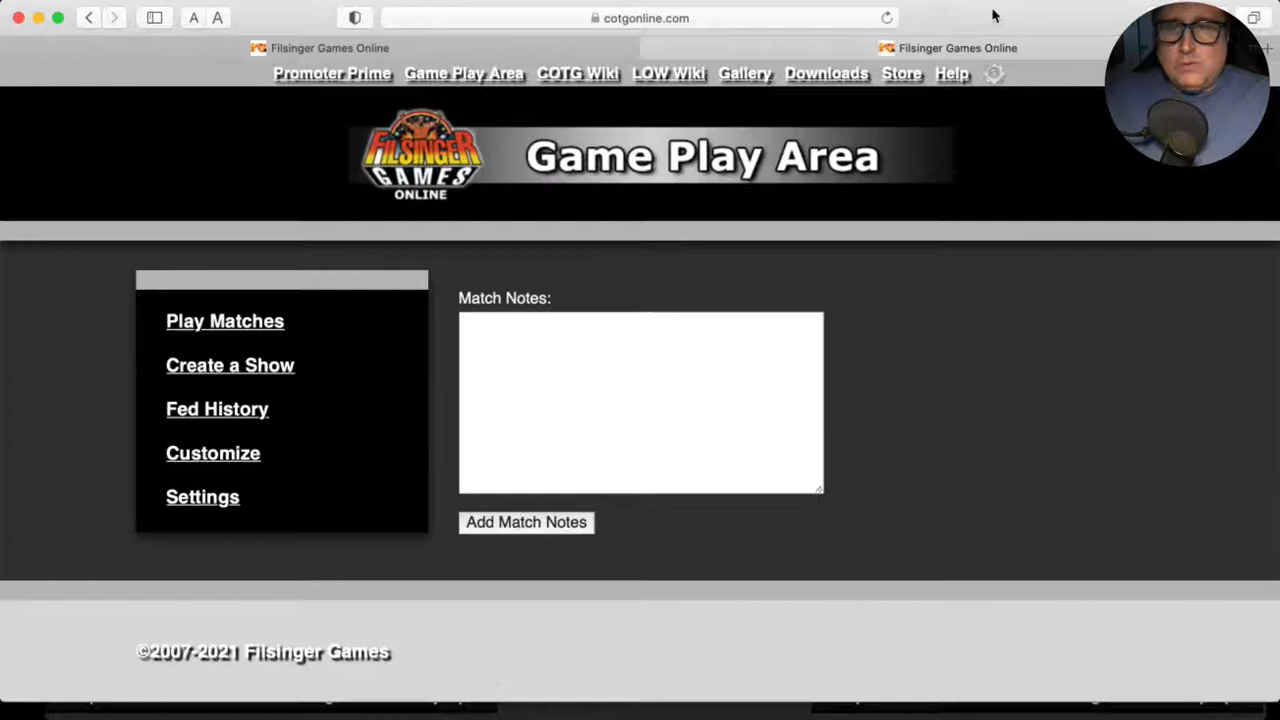 cotgonline.com
Filsinger Games Online
Filsinger Games Online
Promoter Prime Game Play Area COTG Wiki LOW Wiki Gallery Downloads Store Help
FILSINGER
GAMES
ONLINE
Game Play Area
Play Matches
Create a Show
Fed History
Customize
Settings
Match Notes:
Add Match Notes
©2007-2021 Filsinger Games